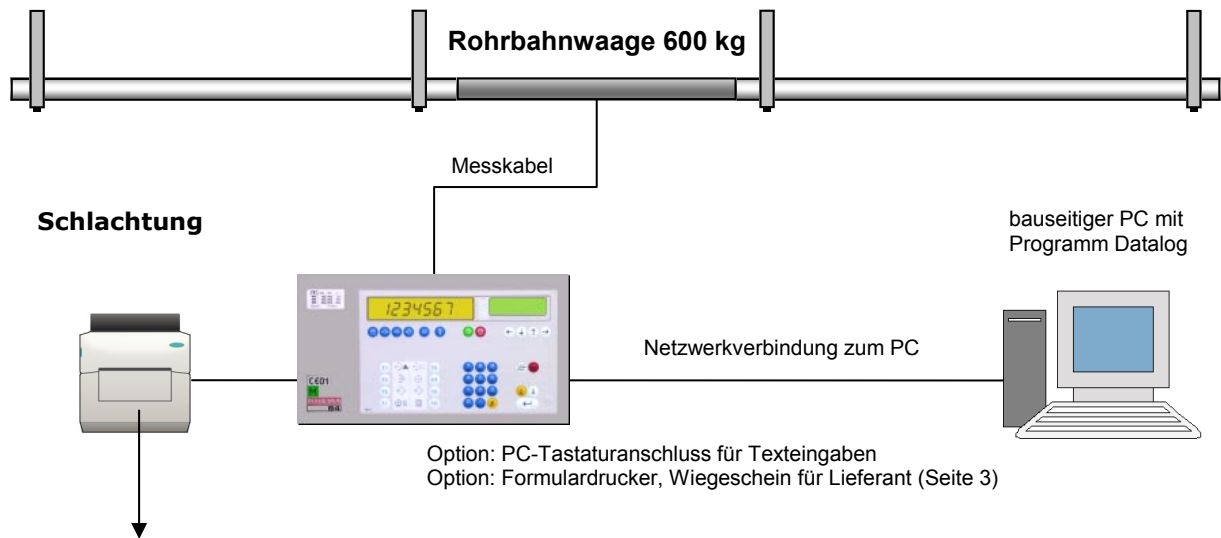 Rohrbahnwaage 600 kg
Messkabel
Schlachtung
bauseitiger PC mit
Programm Datalog
1234567
Netzwerkverbindung zum PC
Option: PC-Tastaturanschluss für Texteingaben
Option: Formulardrucker, Wiegeschein für Lieferant (Seite 3)